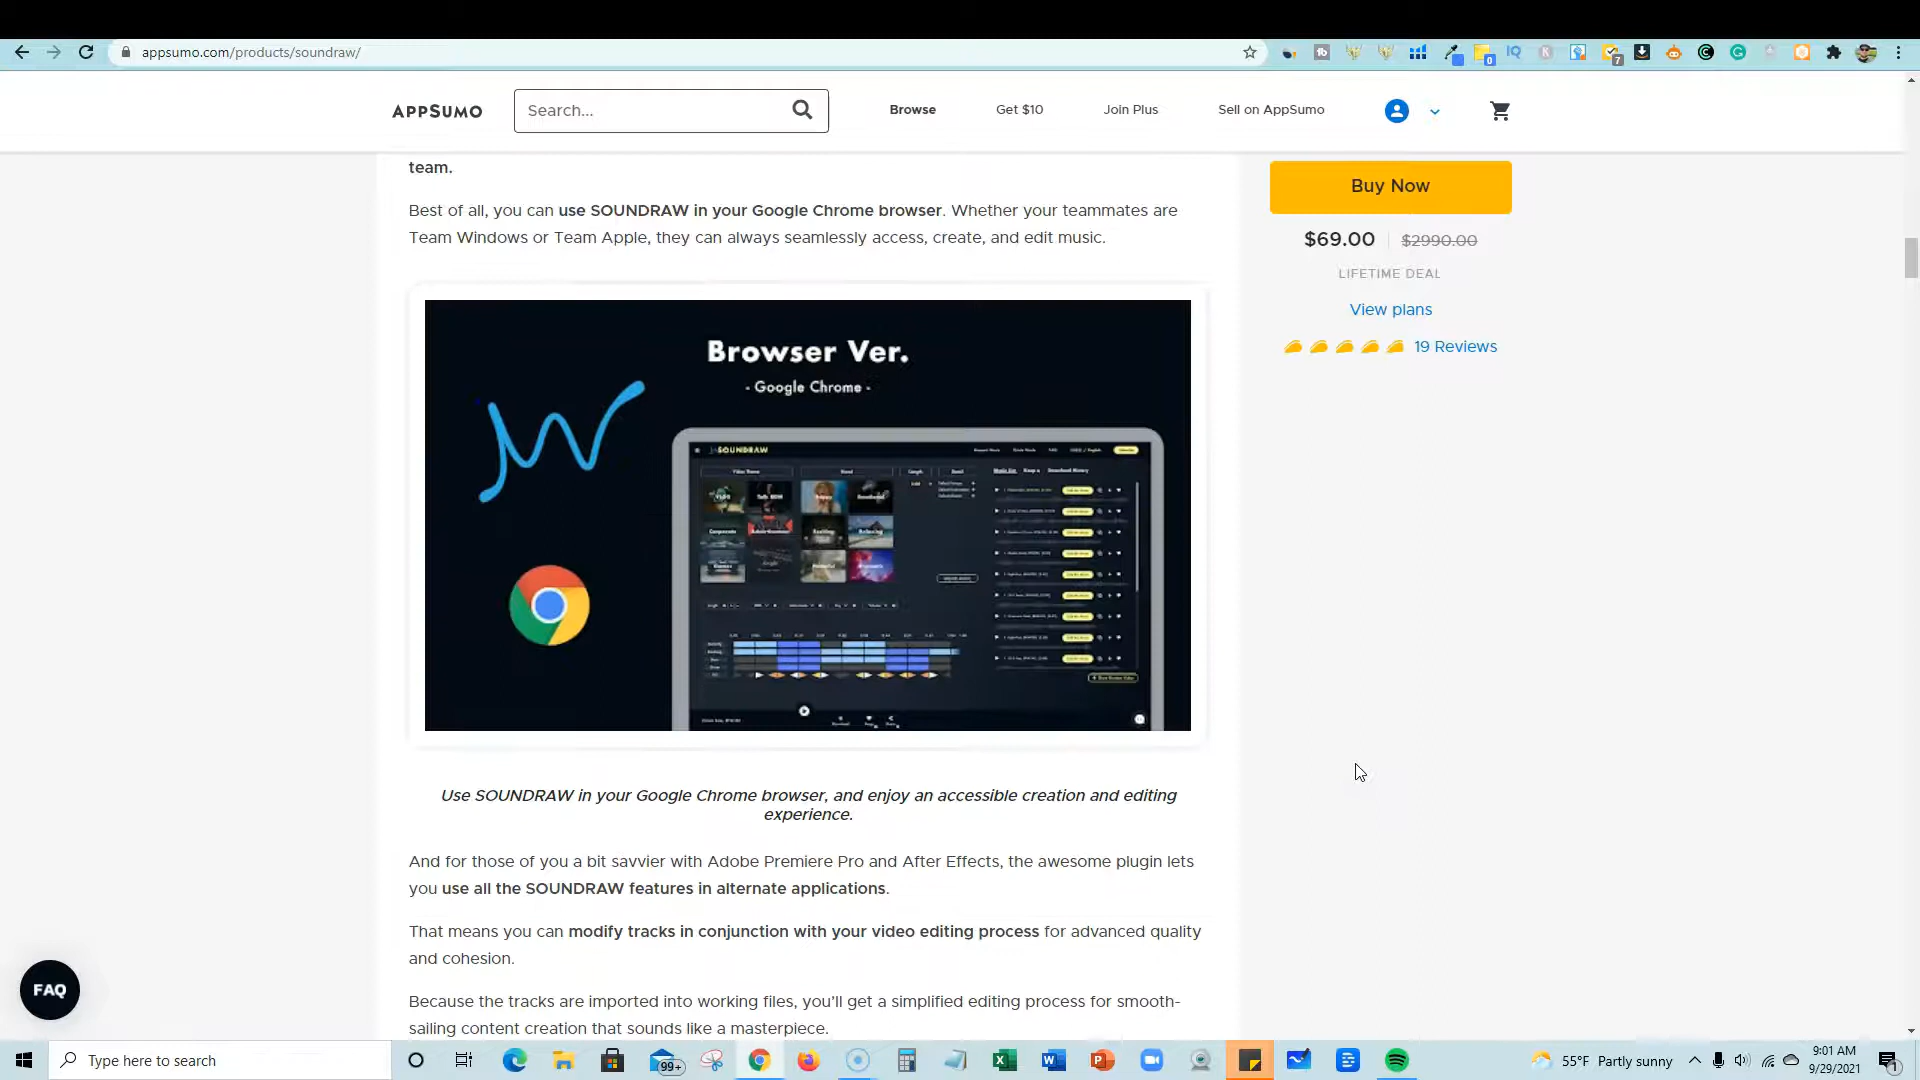 appsumo.com/products/soundraw/
APPSUMO
Search...
Browse
Get $10
Join Plus
Sell on AppSumo
team.
Best of all, you can use SOUNDRAW in your Google Chrome browser. Whether your teammates are
Team Windows or Team Apple, they can always seamlessly access, create, and edit music.
Buy Now
$69.00 $2990.00
LIFETIME DEAL
View plans
19 Reviews
Browser Ver.
- Google Chrome -
SOUNDRAW
Use SOUNDRAW in your Google Chrome browser, and enjoy an accessible creation and editing
experience.
And for those of you a bit savvier with Adobe Premiere Pro and After Effects, the awesome plugin lets
you use all the SOUNDRAW features in alternate applications.
That means you can modify tracks in conjunction with your video editing process for advanced quality
and cohesion.
Because the tracks are imported into working files, you'll get a simplified editing process for smooth-
sailing content creation that sounds like a masterpiece.
FAQ
Type here to search
99+
55°F Partly sunny
9:01 AM
9/29/2021